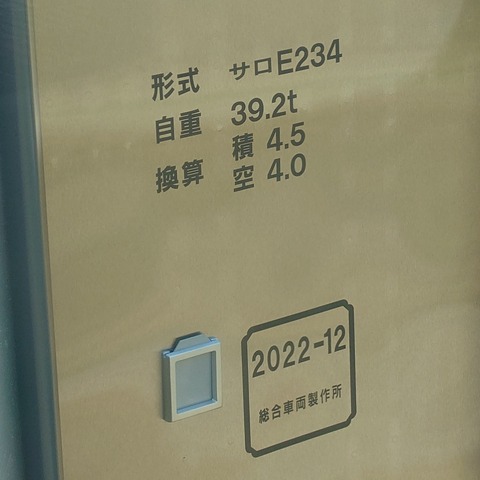 形式 サロE234
自重 39.2t
積 4.5
換算
空 4.0
2022-12
総合車両製作所